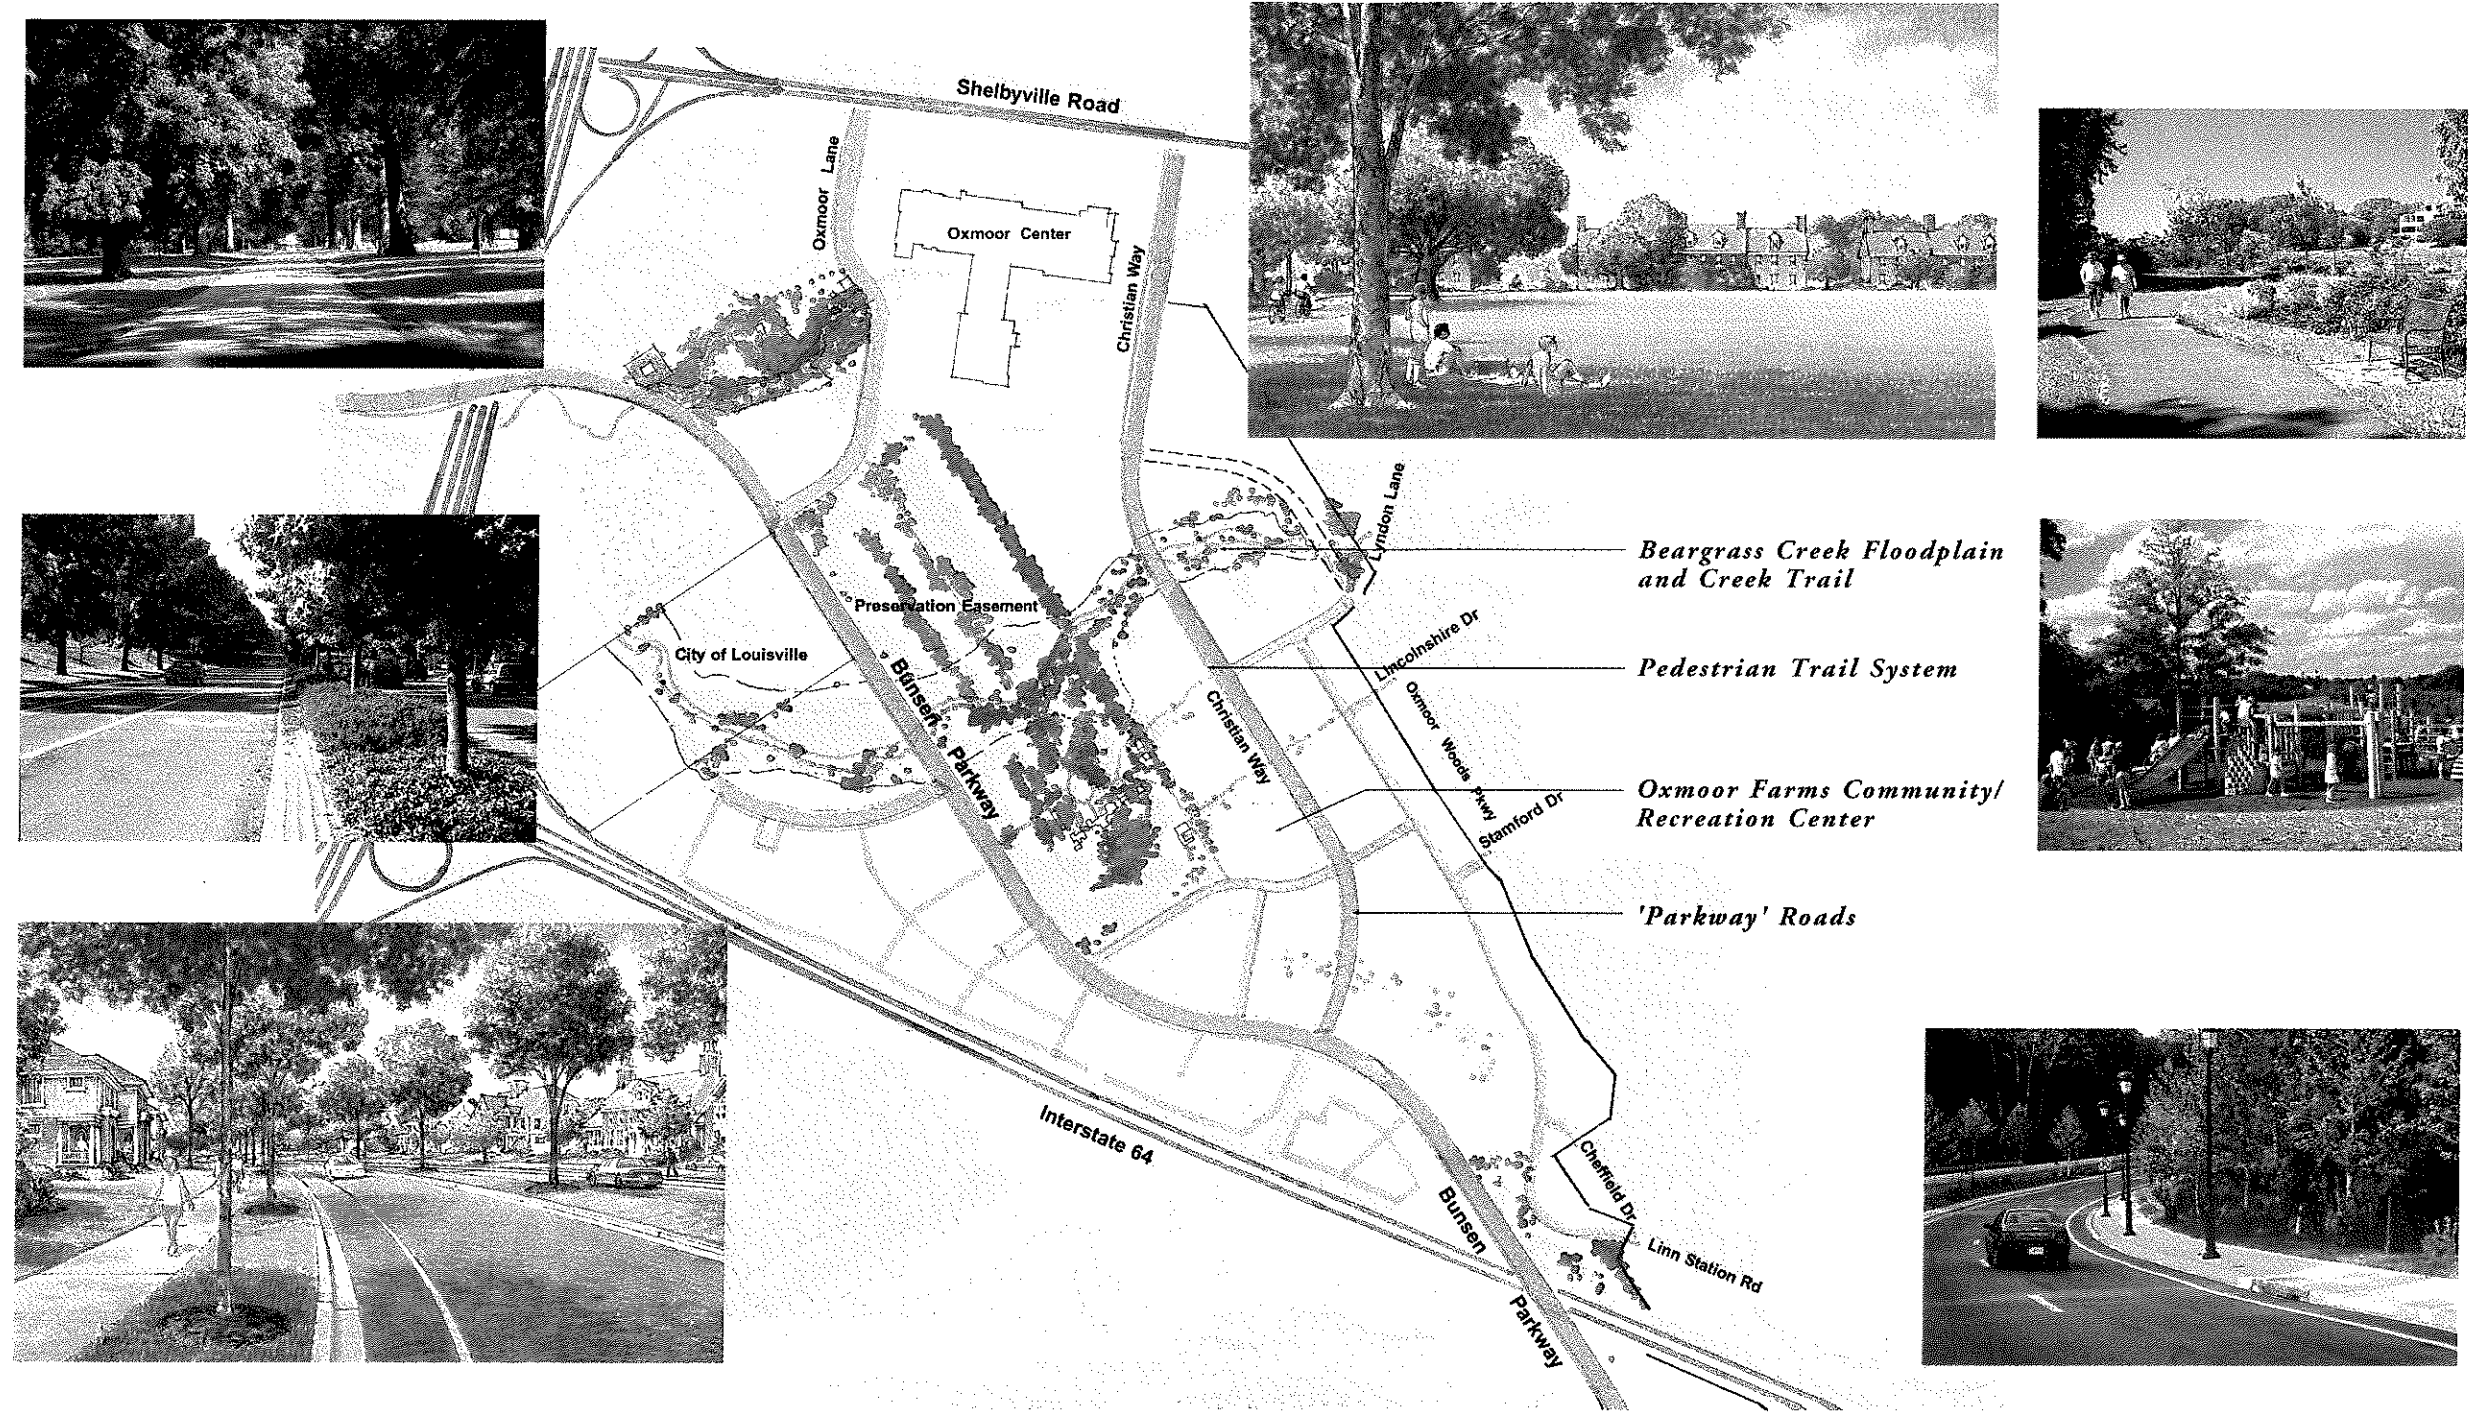 Shelbyville Road
Oxmoor Lane
Oxmoor Center
Christian Way
Lyndon Lane
Beargrass Creek Floodplain
and Creek Trail
Preservation Easement
Lincolnshire Dr
City of Louisville
Pedestrian Trail System
Bunsen Parkway
Christian Way
Oxmoor Woods Pkwy
Oxmoor Farms Community/
Recreation Center
Stamford Dr
'Parkway' Roads
Interstate 64
Cheffield Dr
Bunsen Parkway
Linn Station Rd